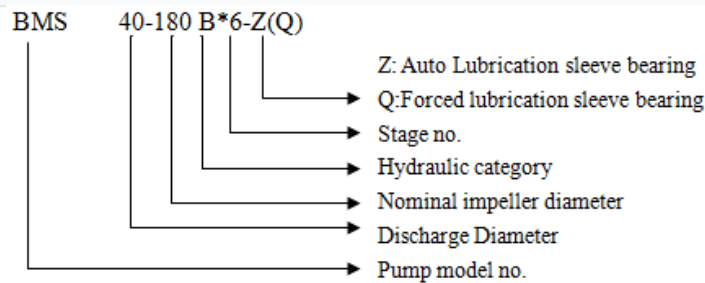 BMS 40-180 B*6-Z(Q)
Z: Auto Lubrication sleeve bearing
Q:Forced lubrication sleeve bearing
Stage no.
Hydraulic category
Nominal impeller diameter
Discharge Diameter
Pump model no.